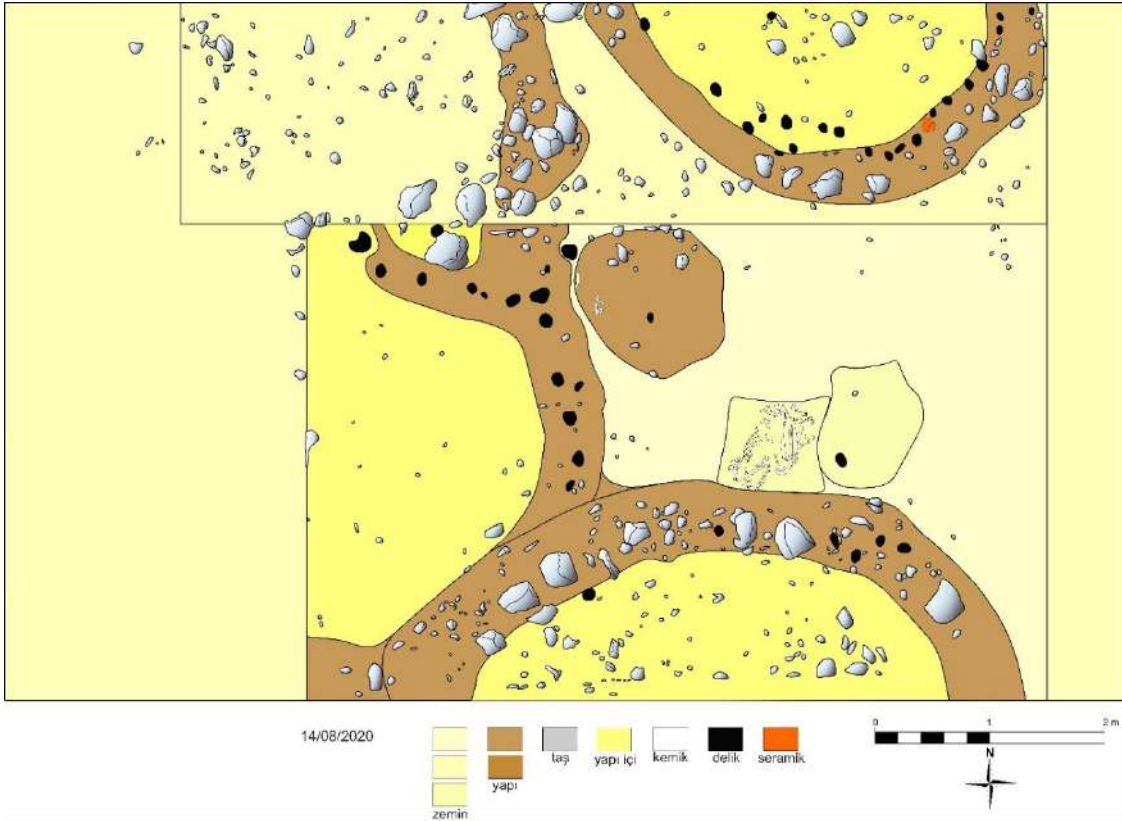 14/08/2020
zemin
yapı
taş
yapı içi
kemik
delik
seramik
0 1 2 m
N